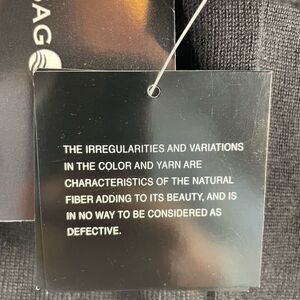 DAG
THE IRREGULARITIES AND VARIATIONS
IN THE COLOR AND YARN ARE
CHARACTERISTICS OF THE NATURAL
FIBER ADDING TO ITS BEAUTY, AND IS
IN NO WAY TO BE CONSIDERED AS
DEFECTIVE.